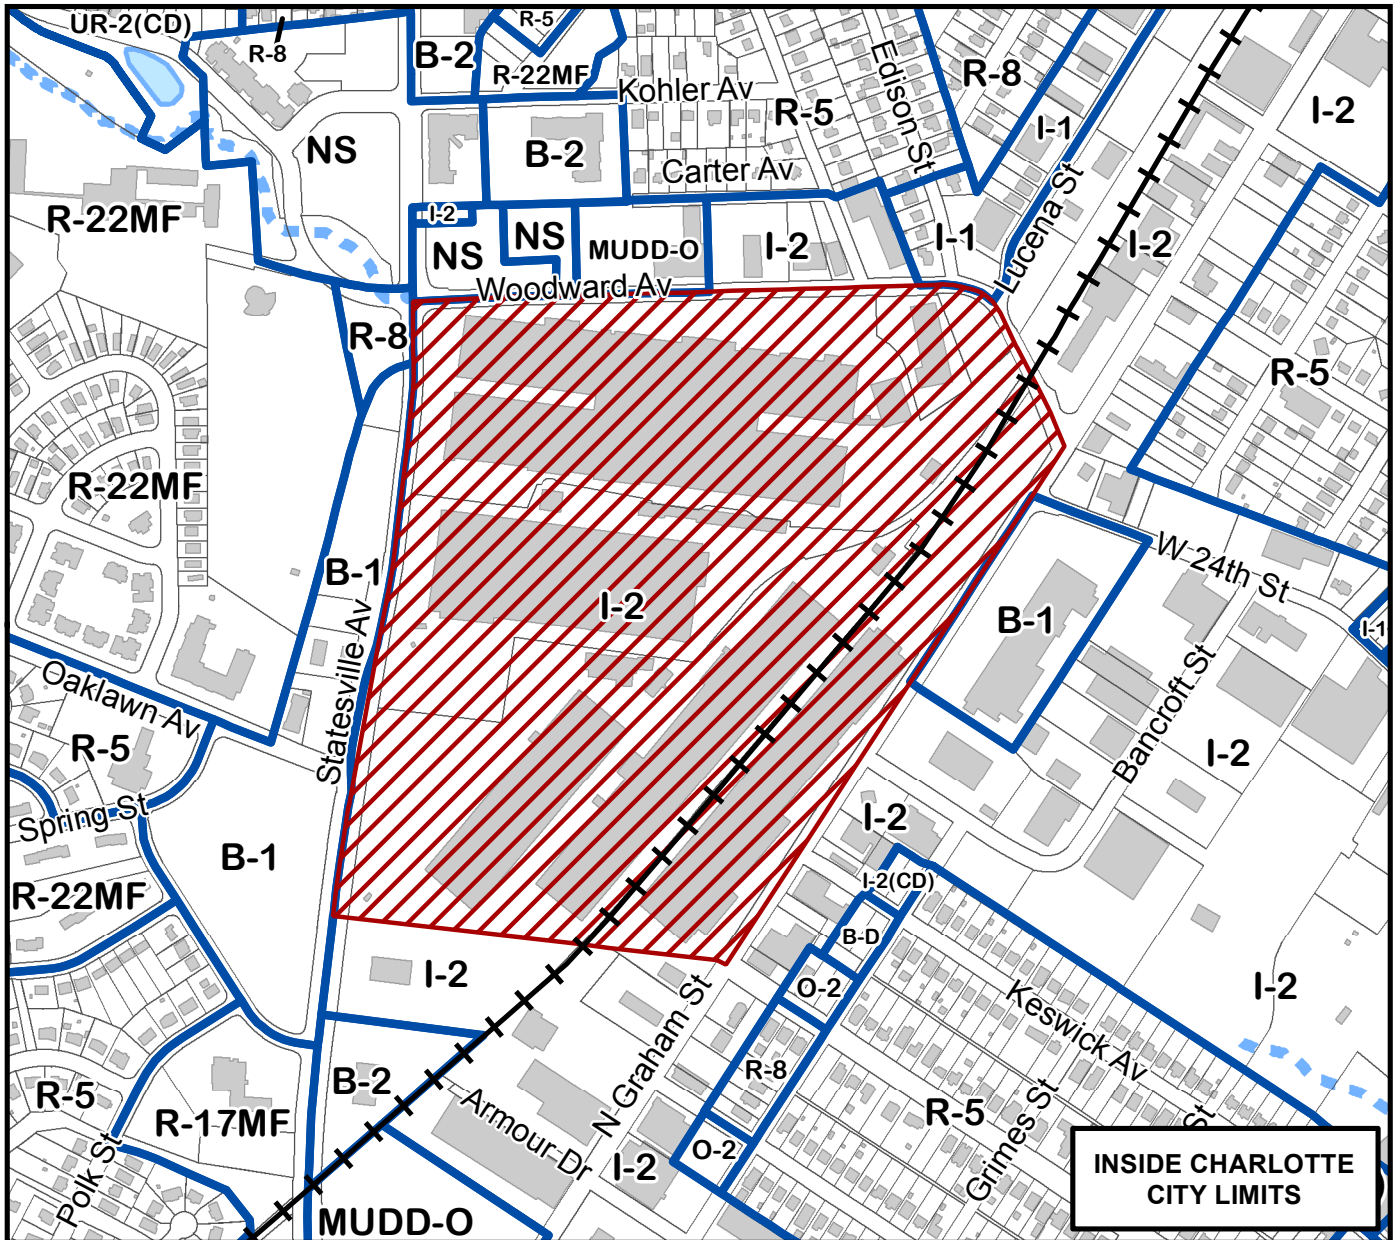 UR-2(CD)
R-8
R-5
B-2
R-22MF
Kohler Av
Edison St
R-8
R-5
I-1
I-2
NS
B-2
Carter Av
Lucena St
R-22MF
I-2
NS
NS
MUDD-O
I-2
I-1
I-2
Woodward Av
R-8
R-5
R-22MF
B-1
Statesville Av
I-2
W 24th St
B-1
I-1
Oaklawn Av
R-5
Bancroft St
I-2
Spring St
B-1
I-2
R-22MF
I-2(CD)
B-D
I-2
O-2
I-2
Keswick Av
N Graham St
R-8
B-2
R-5
R-17MF
Armour Dr
R-5
Grimes St
St
Polk St
O-2
I-2
MUDD-O
INSIDE CHARLOTTE
CITY LIMITS